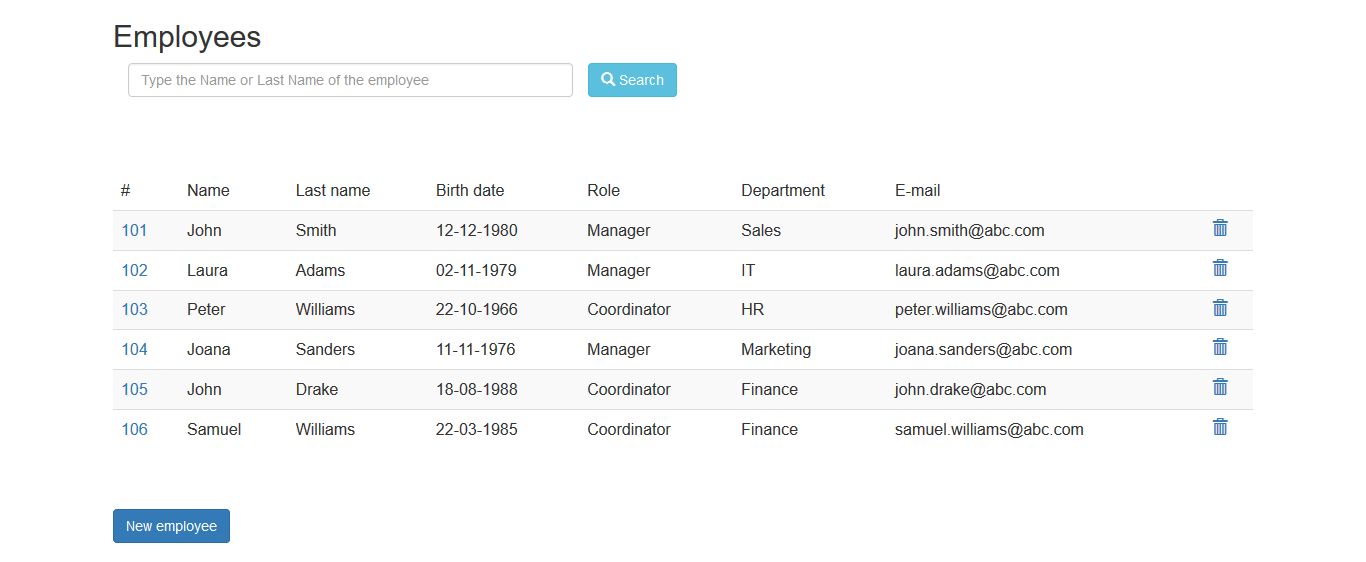 Employees
Type the Name or Last Name of the employee Search
# Name Last name Birth date Role Department E-mail
101 John Smith 12-12-1980 Manager Sales john.smith@abc.com
102 Laura Adams 02-11-1979 Manager IT laura.adams@abc.com
103 Peter Williams 22-10-1966 Coordinator HR peter.williams@abc.com
104 Joana Sanders 11-11-1976 Manager Marketing joana.sanders@abc.com
105 John Drake 18-08-1988 Coordinator Finance john.drake@abc.com
106 Samuel Williams 22-03-1985 Coordinator Finance samuel.williams@abc.com
New employee